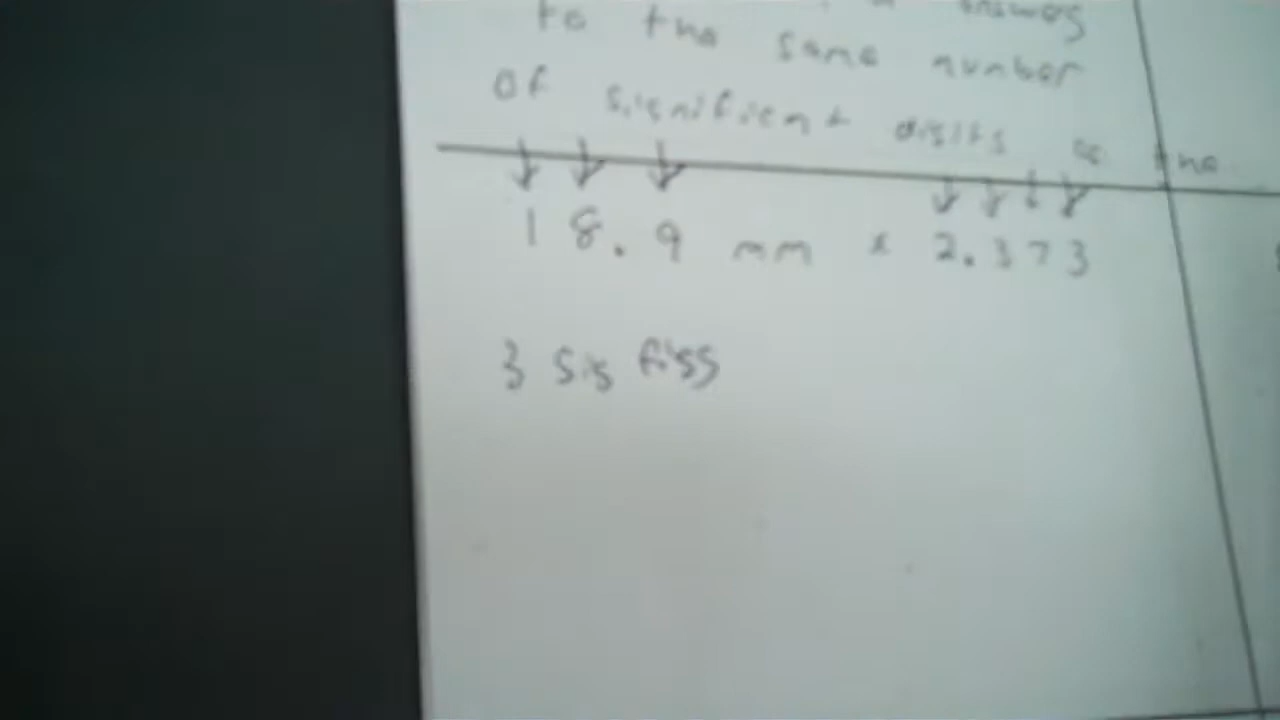 answer
to the same number
of significant digits as the
18.9 mm x 2.373
3 sig figs